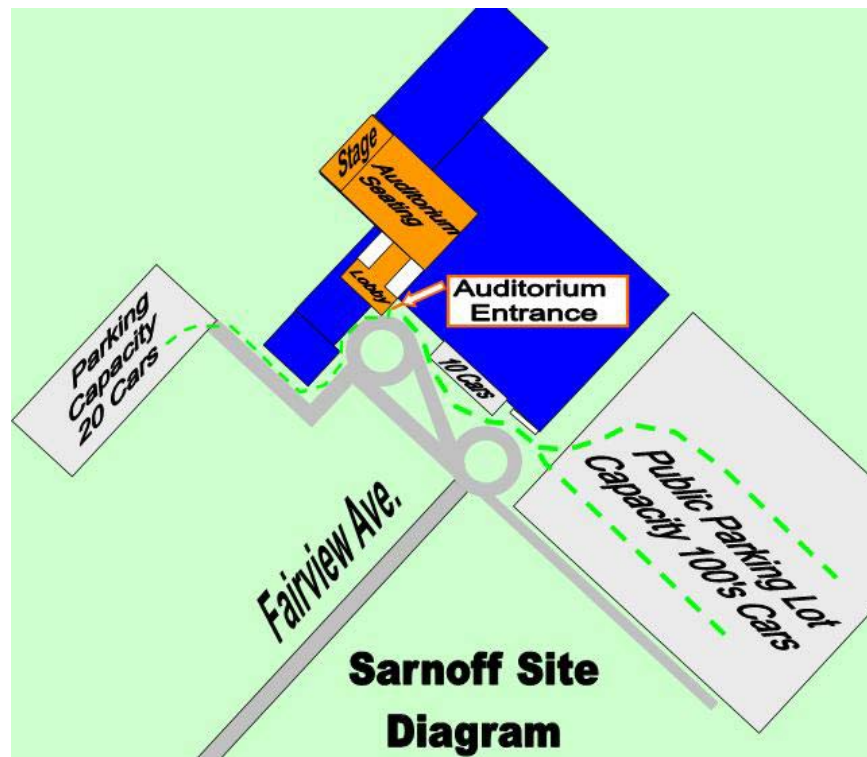 Stage
Auditorium
Seating
Lobby
Auditorium
Entrance
Parking
Capacity
20 Cars
10 Cars
Public Parking Lot
Capacity 100's Cars
Fairview Ave.
Sarnoff Site
Diagram